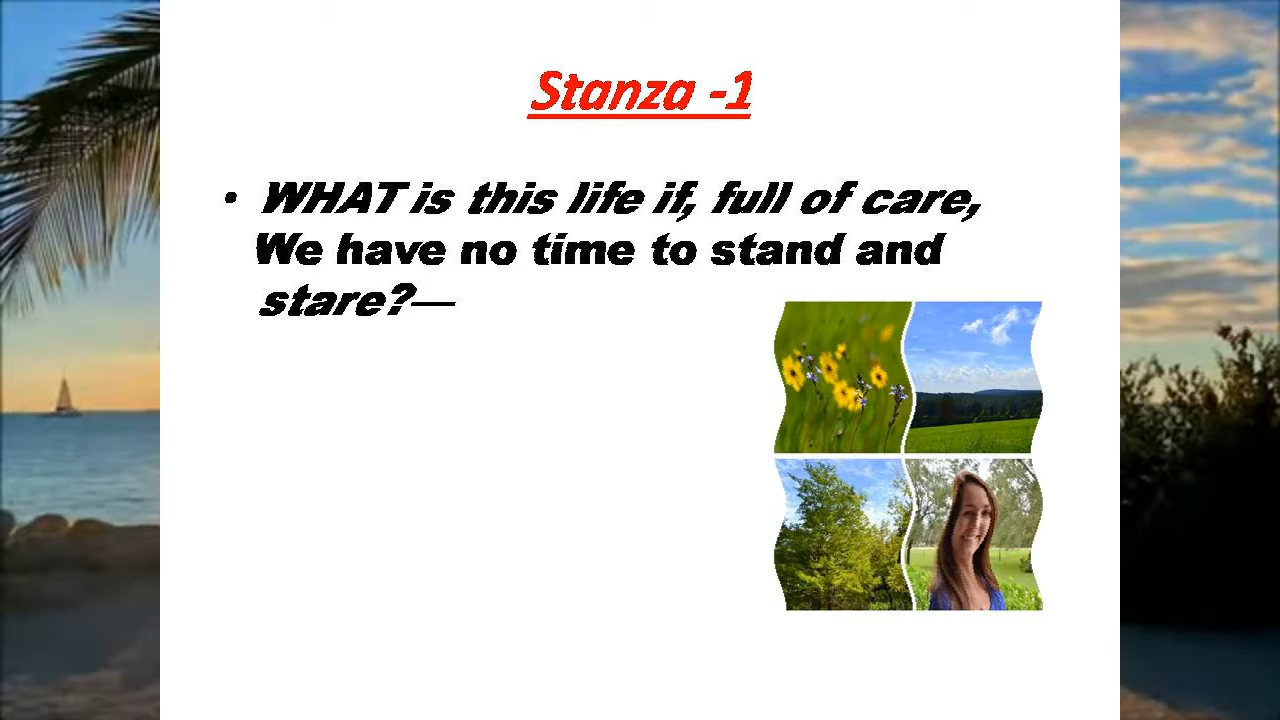 Stanza -1
• WHAT is this life if, full of care,
We have no time to stand and
stare?—